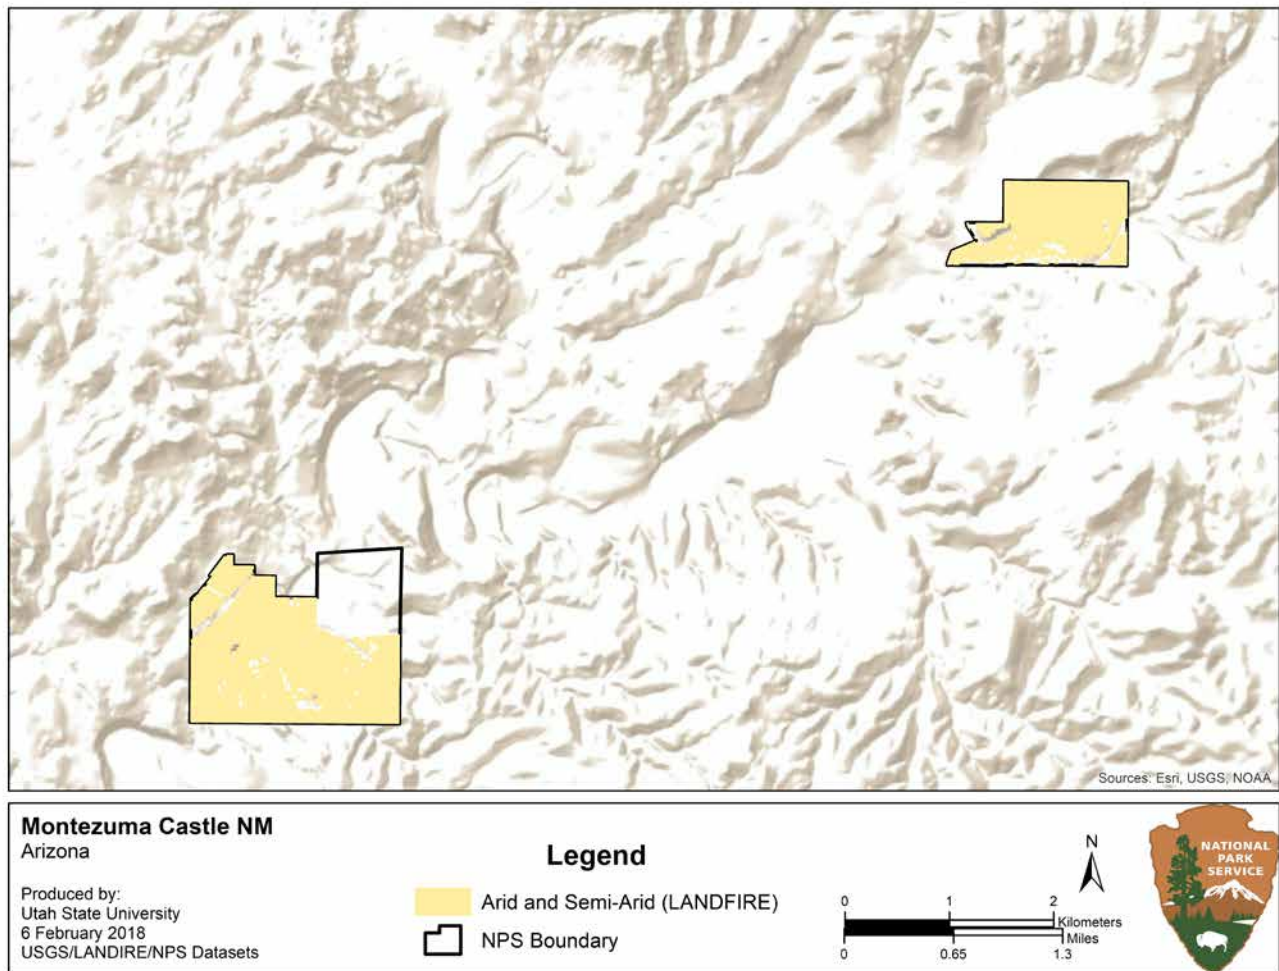 Sources: Esri, USGS, NOAA
Montezuma Castle NM
Arizona
Produced by:
Utah State University
6 February 2018
USGS/LANDIRE/NPS Datasets
Legend
Arid and Semi-Arid (LANDFIRE)
NPS Boundary
N
0 1 2
Kilometers
Miles
0 0.65 1.3
NATIONAL
PARK
SERVICE